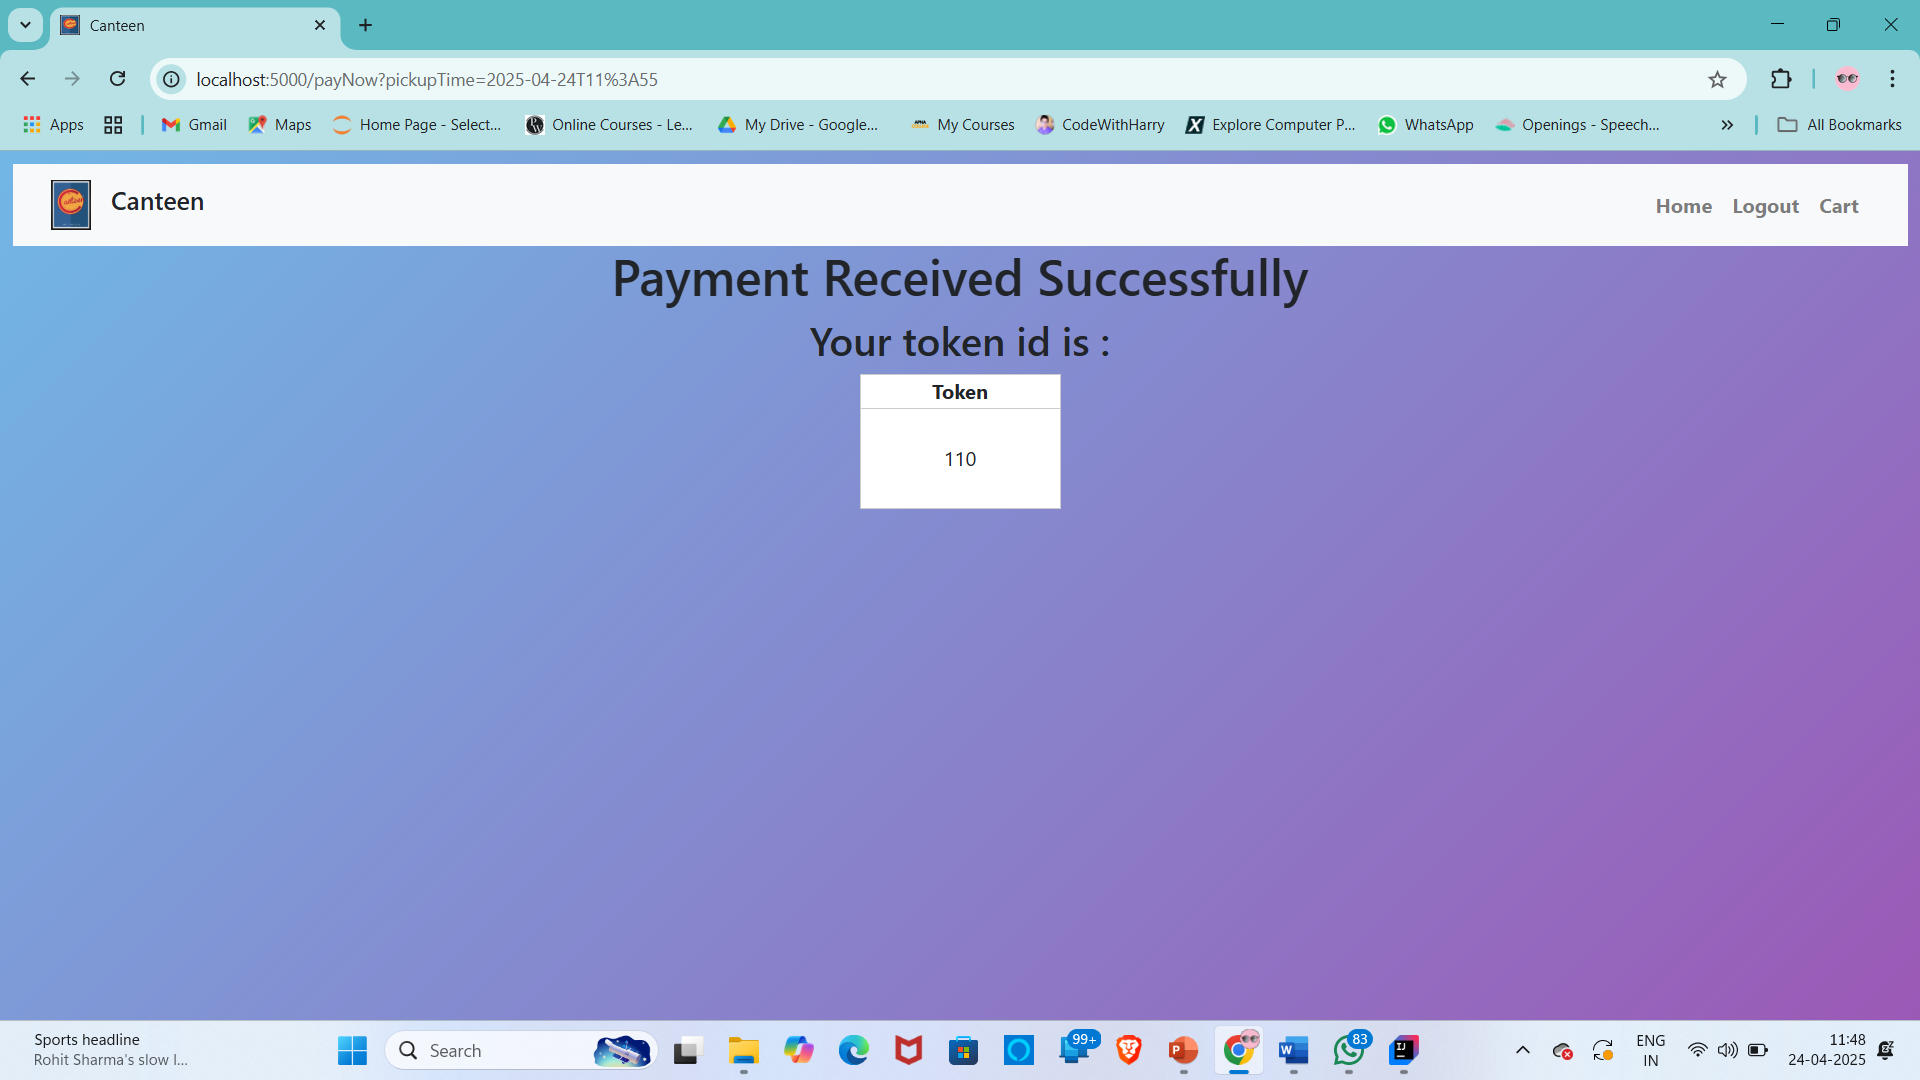 Canteen
localhost:5000/payNow?pickupTime=2025-04-24T11%3A55
Apps Gmail Maps Home Page - Select... Online Courses - Le... My Drive - Google... My Courses CodeWithHarry Explore Computer P... WhatsApp Openings - Speech... » All Bookmarks
Canteen Home Logout Cart
Payment Received Successfully
Your token id is :
Token
110
Sports headline
Rohit Sharma's slow l...
Search
99+
83
ENG
IN
11:48
24-04-2025